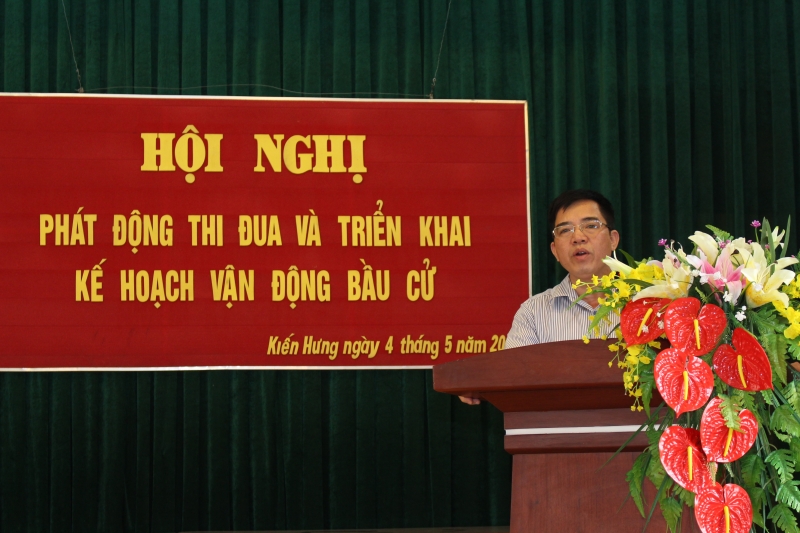 HỘI NGHỊ
PHÁT ĐỘNG THI ĐUA VÀ TRIỂN KHAI
KẾ HOẠCH VẬN ĐỘNG BẦU CỬ
Kiến Hưng ngày 4 tháng 5 năm